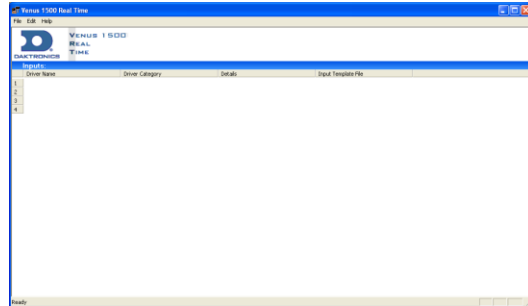 Venus 1500 Real Time
File Edit Help
DAKTRONICS
VENUS 1500
REAL
TIME
Inputs:
Driver Name Driver Category Details Input Template File
1
2
3
4
Ready